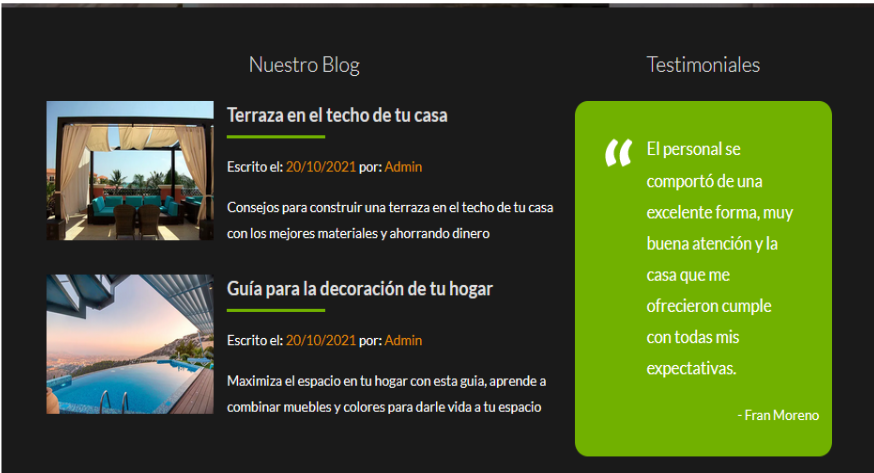 Nuestro Blog
Terraza en el techo de tu casa
Escrito el: 20/10/2021 por: Admin
Consejos para construir una terraza en el techo de tu casa
con los mejores materiales y ahorrando dinero
Guía para la decoración de tu hogar
Escrito el: 20/10/2021 por: Admin
Maximiza el espacio en tu hogar con esta guia, aprende a
combinar muebles y colores para darle vida a tu espacio
Testimoniales
“ El personal se
comportó de una
excelente forma, muy
buena atención y la
casa que me
ofrecieron cumple
con todas mis
expectativas.
- Fran Moreno